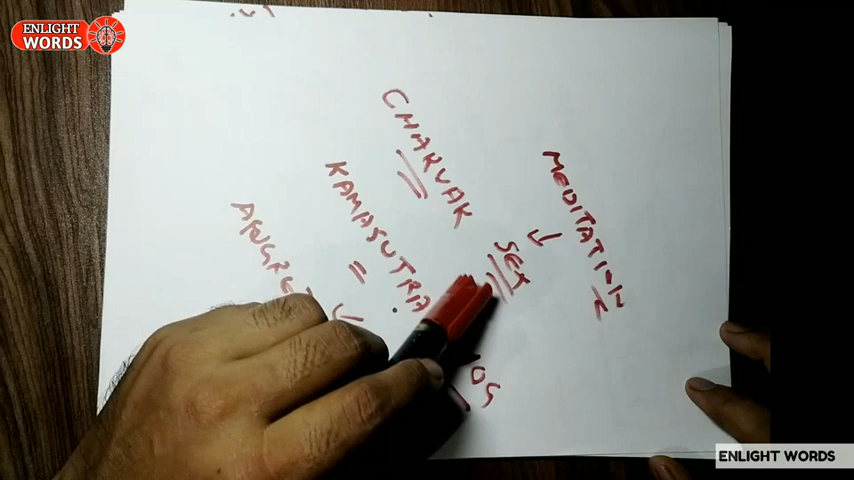 ENLIGHT
WORDS
MEDITATION
SEX
CHARVAK
KAMASUTRA
ENLIGHT WORDS